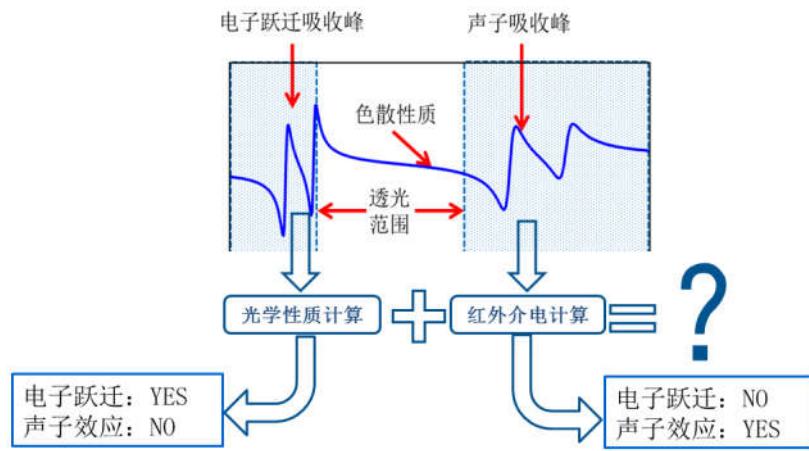 电子跃迁吸收峰
声子吸收峰
色散性质
透光
范围
光学性质计算
+
红外介电计算
=
?
电子跃迁：YES
声子效应：NO
电子跃迁：NO
声子效应：YES